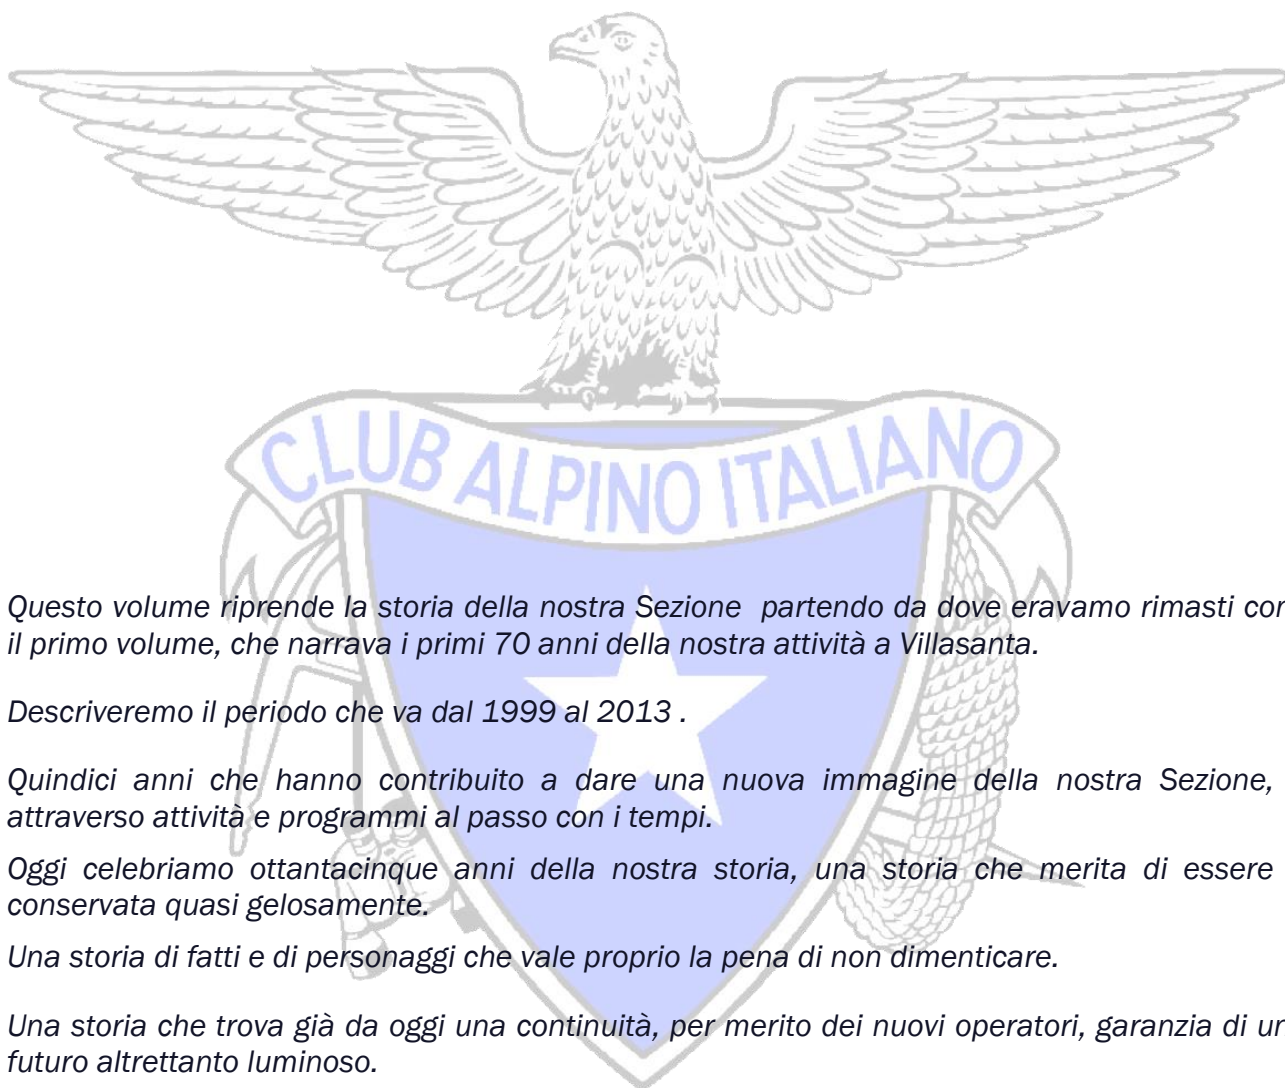 CLUB ALPINO ITALIANO
Questo volume riprende la storia della nostra Sezione partendo da dove eravamo rimasti con
il primo volume, che narrava i primi 70 anni della nostra attività a Villasanta.
Descriveremo il periodo che va dal 1999 al 2013 .
Quindici anni che hanno contribuito a dare una nuova immagine della nostra Sezione,
attraverso attività e programmi al passo con i tempi.
Oggi celebriamo ottantacinque anni della nostra storia, una storia che merita di essere
conservata quasi gelosamente.
Una storia di fatti e di personaggi che vale proprio la pena di non dimenticare.
Una storia che trova già da oggi una continuità, per merito dei nuovi operatori, garanzia di un
futuro altrettanto luminoso.